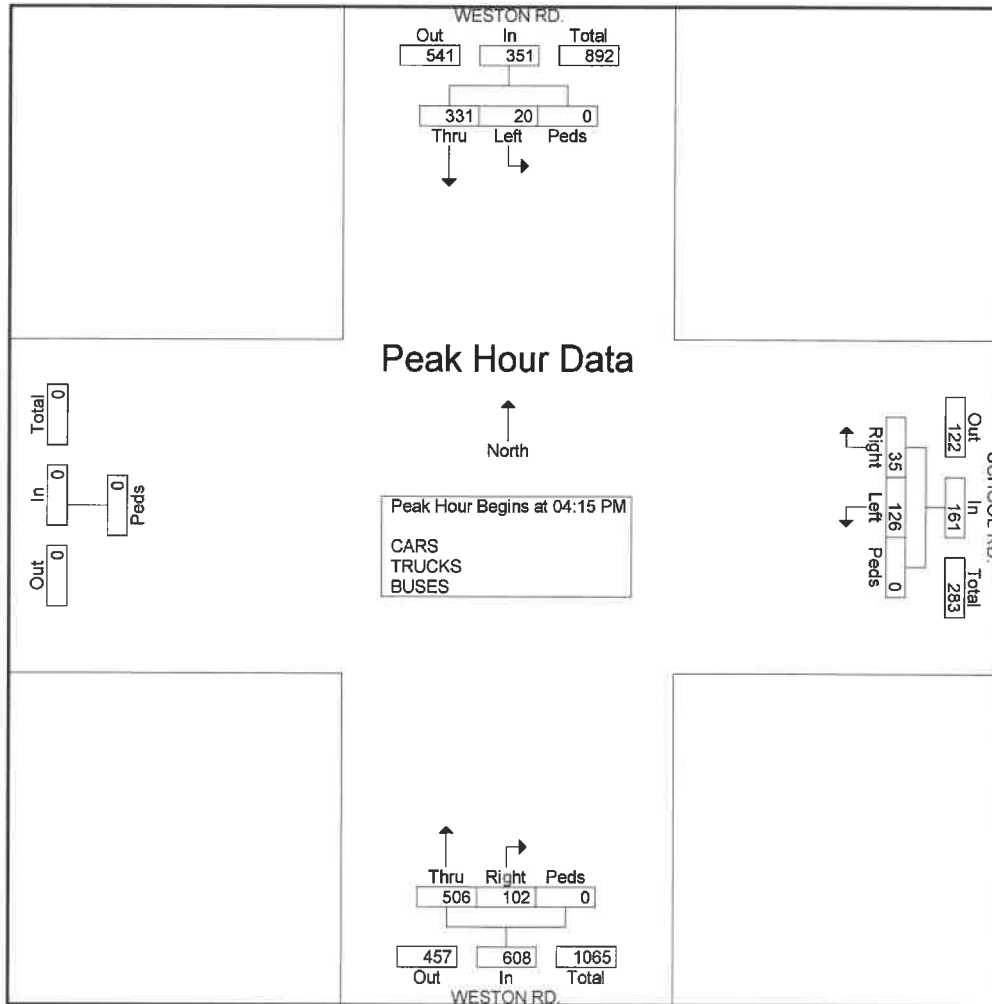 WESTON RD.
Out In Total
541 351 892
331 20 0
Thru Left Peds
Peak Hour Data
North
Peak Hour Begins at 04:15 PM
CARS
TRUCKS
BUSES
Total In Out
0 0 0
0
Peds
RD.
Out In Total
122 161 283
35 126 0
Right Left Peds
Thru Right Peds
506 102 0
457 608 1065
Out In Total
WESTON RD.